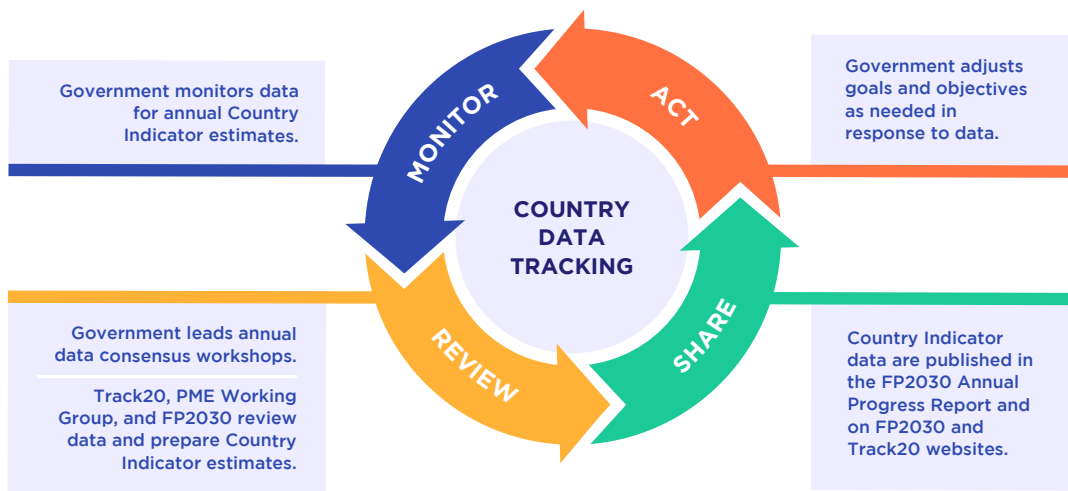 Government monitors data
for annual Country
Indicator estimates.
MONITOR
ACT
Government adjusts
goals and objectives
as needed in
response to data.
COUNTRY
DATA
TRACKING
Government leads annual
data consensus workshops.
Track20, PME Working
Group, and FP2030 review
data and prepare Country
Indicator estimates.
REVIEW
SHARE
Country Indicator
data are published in
the FP2030 Annual
Progress Report and
on FP2030 and
Track20 websites.